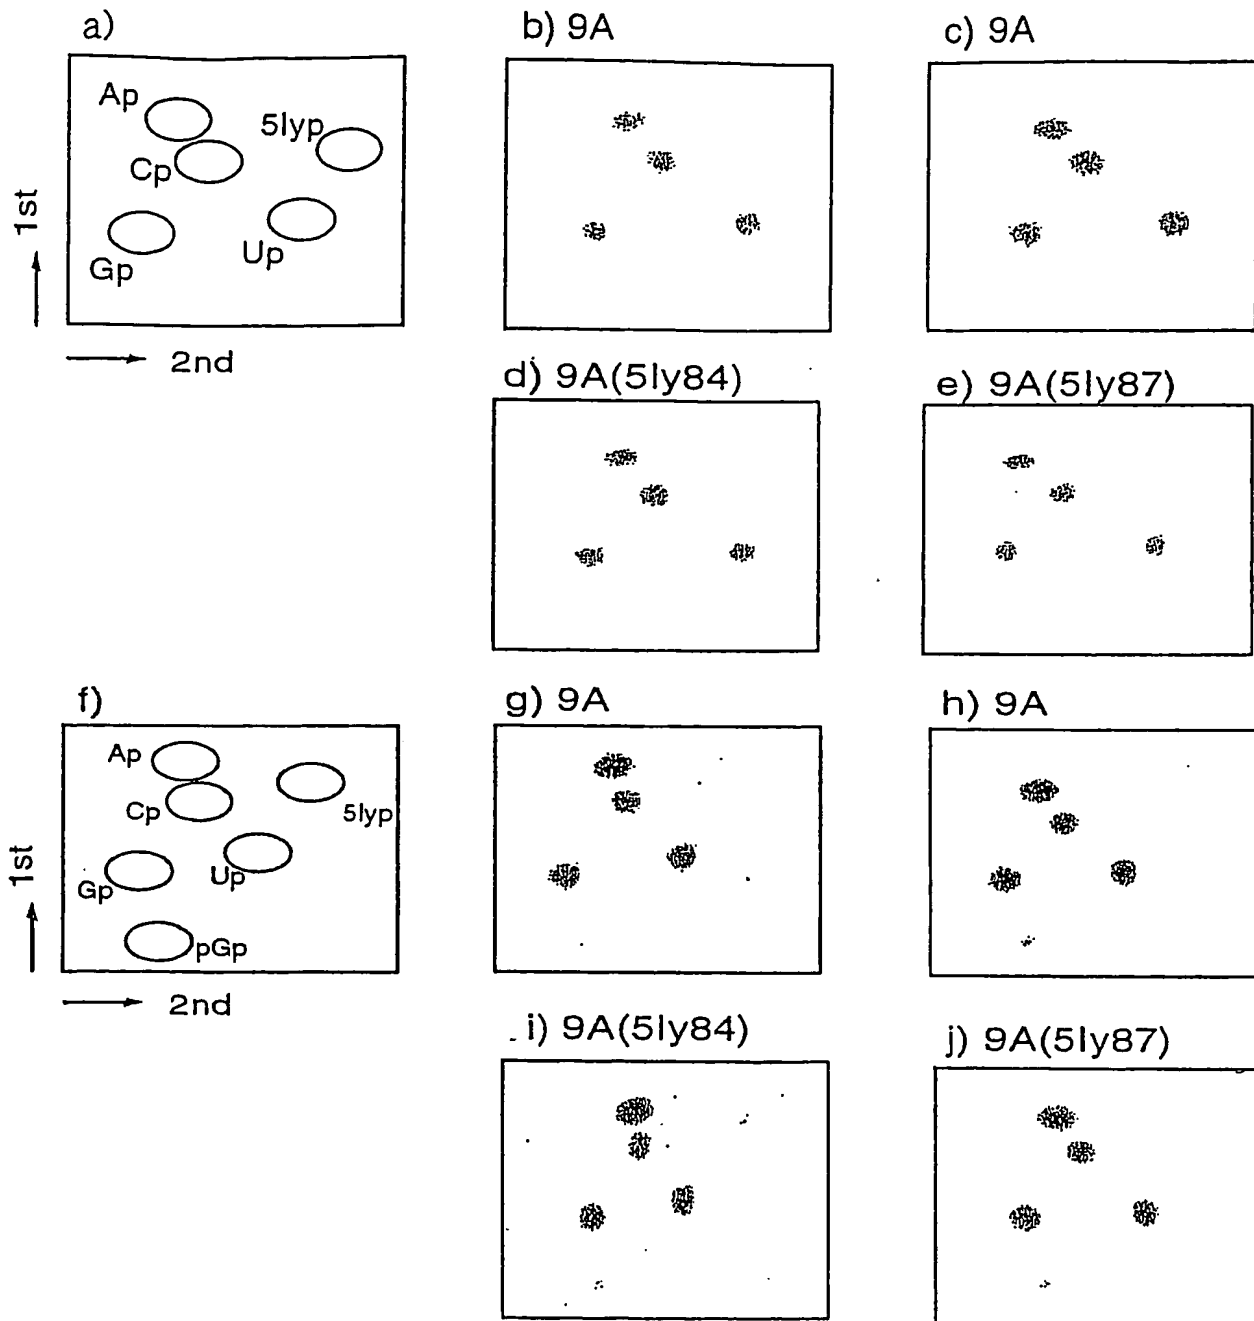 a)
b) 9A
c) 9A
Ap
5lyp
Cp
Gp
Up
1st
2nd
d) 9A(5ly84)
e) 9A(5ly87)
f)
g) 9A
h) 9A
Ap
Cp
5lyp
Gp
Up
pGp
1st
2nd
i) 9A(5ly84)
j) 9A(5ly87)